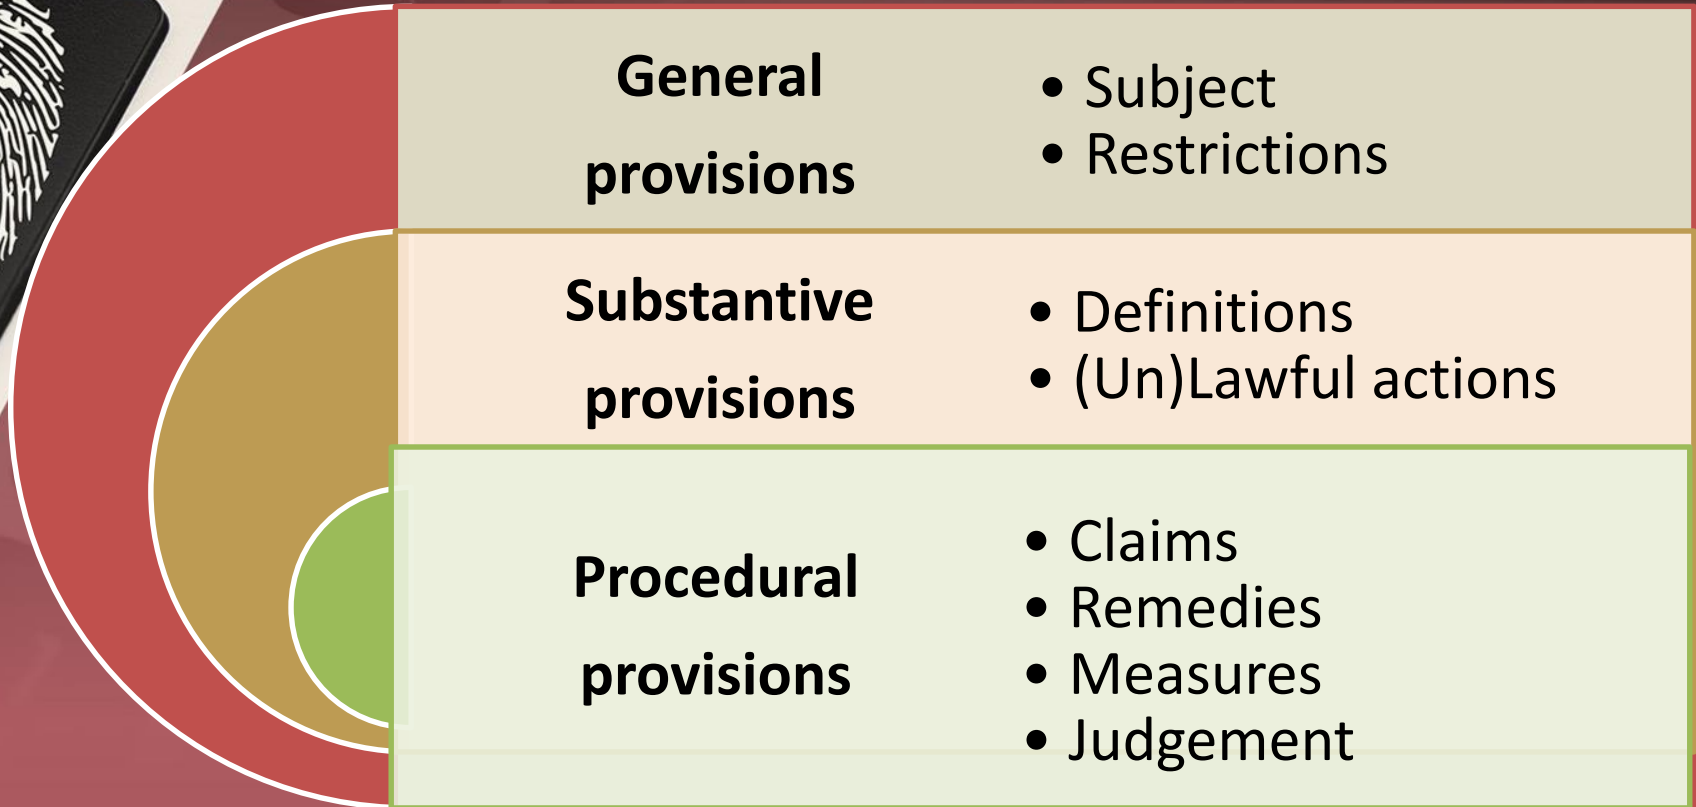 General
provisions
• Subject
• Restrictions
Substantive
provisions
• Definitions
• (Un)Lawful actions
Procedural
provisions
• Claims
• Remedies
• Measures
• Judgement